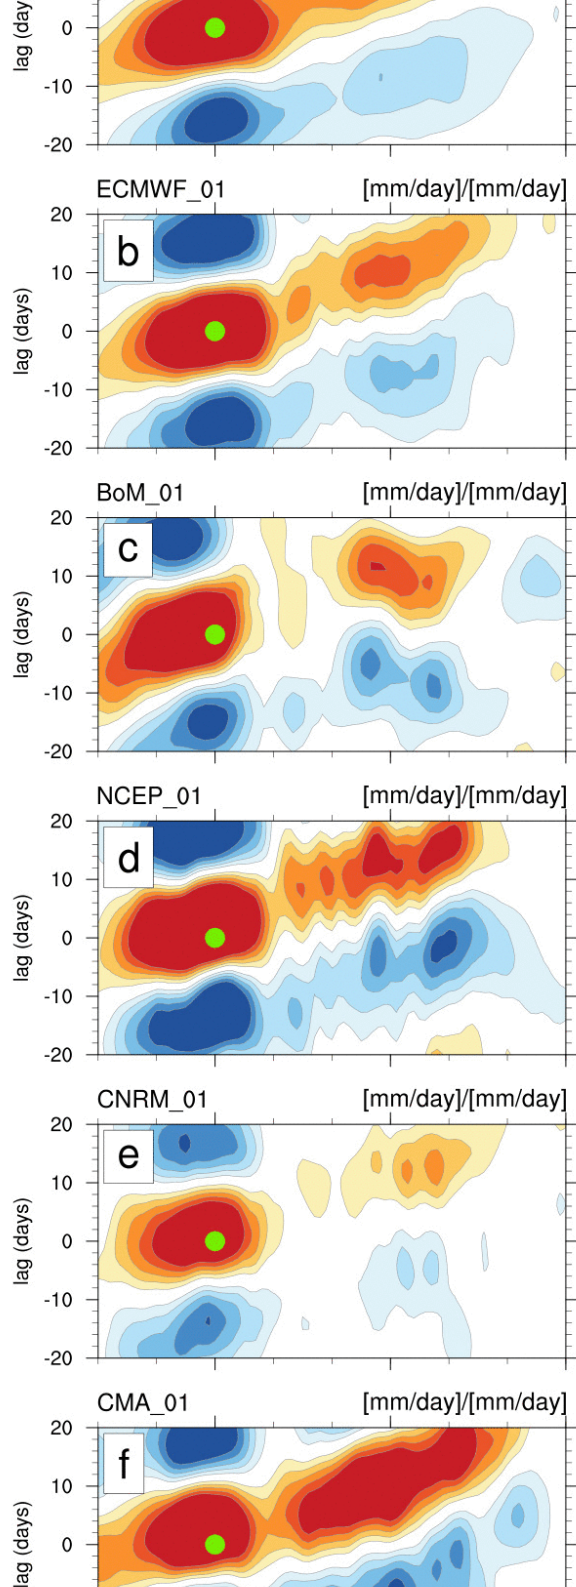 lag (day
0
-10
-20
ECMWF_01 [mm/day]/[mm/day]
b
20
10
0
-10
-20
lag (days)
BoM_01 [mm/day]/[mm/day]
c
20
10
0
-10
-20
lag (days)
NCEP_01 [mm/day]/[mm/day]
d
20
10
0
-10
-20
lag (days)
CNRM_01 [mm/day]/[mm/day]
e
20
10
0
-10
-20
lag (days)
CMA_01 [mm/day]/[mm/day]
f
20
10
0
lag (days)